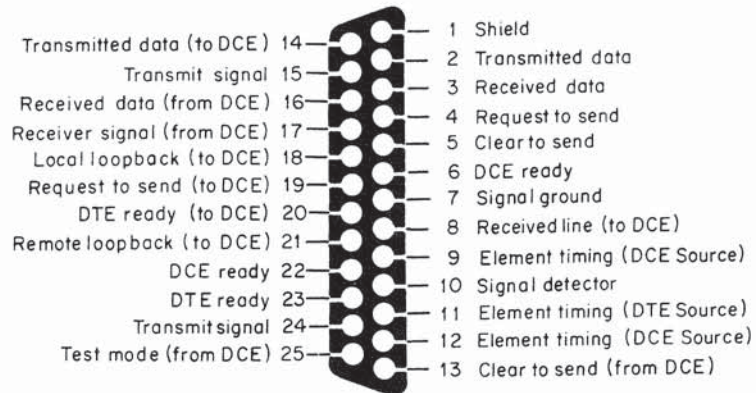 Transmitted data (to DCE) 14
Transmit signal 15
Received data (from DCE) 16
Receiver signal (from DCE) 17
Local loopback (to DCE) 18
Request to send (to DCE) 19
DTE ready (to DCE) 20
Remote loopback (to DCE) 21
DCE ready 22
DTE ready 23
Transmit signal 24
Test mode (from DCE) 25
1 Shield
2 Transmitted data
3 Received data
4 Request to send
5 Clear to send
6 DCE ready
7 Signal ground
8 Received line (to DCE)
9 Element timing (DCE Source)
10 Signal detector
11 Element timing (DTE Source)
12 Element timing (DCE Source)
13 Clear to send (from DCE)